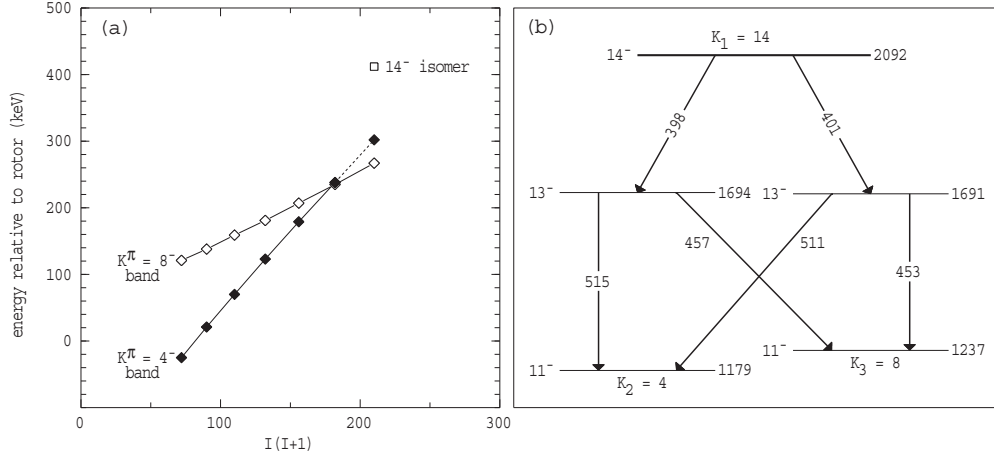 (a)
500
400
300
200
100
0
energy relative to rotor (keV)
14⁻ isomer
Kᴨ = 8⁻
band
Kᴨ = 4⁻
band
0
100
200
300
I(I+1)
(b)
K₁ = 14
14⁻
2092
398
401
13⁻
1694
13⁻
1691
457
511
515
453
11⁻
1237
K₃ = 8
11⁻
1179
K₂ = 4